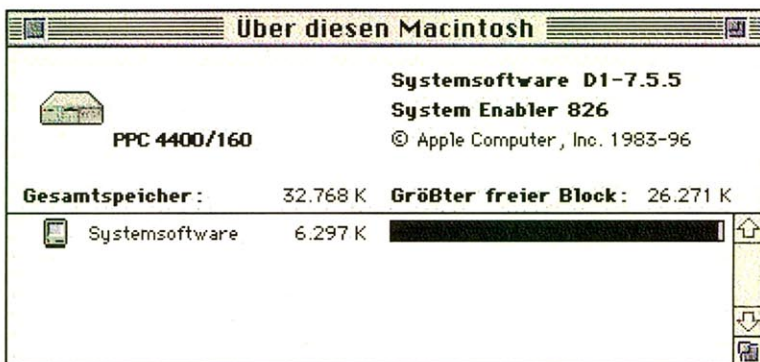 Über diesen Macintosh
Systemsoftware D1-7.5.5
System Enabler 826
PPC 4400/160
© Apple Computer, Inc. 1983-96
Gesamtspeicher: 32.768 K Größter freier Block: 26.271 K
Systemsoftware 6.297 K